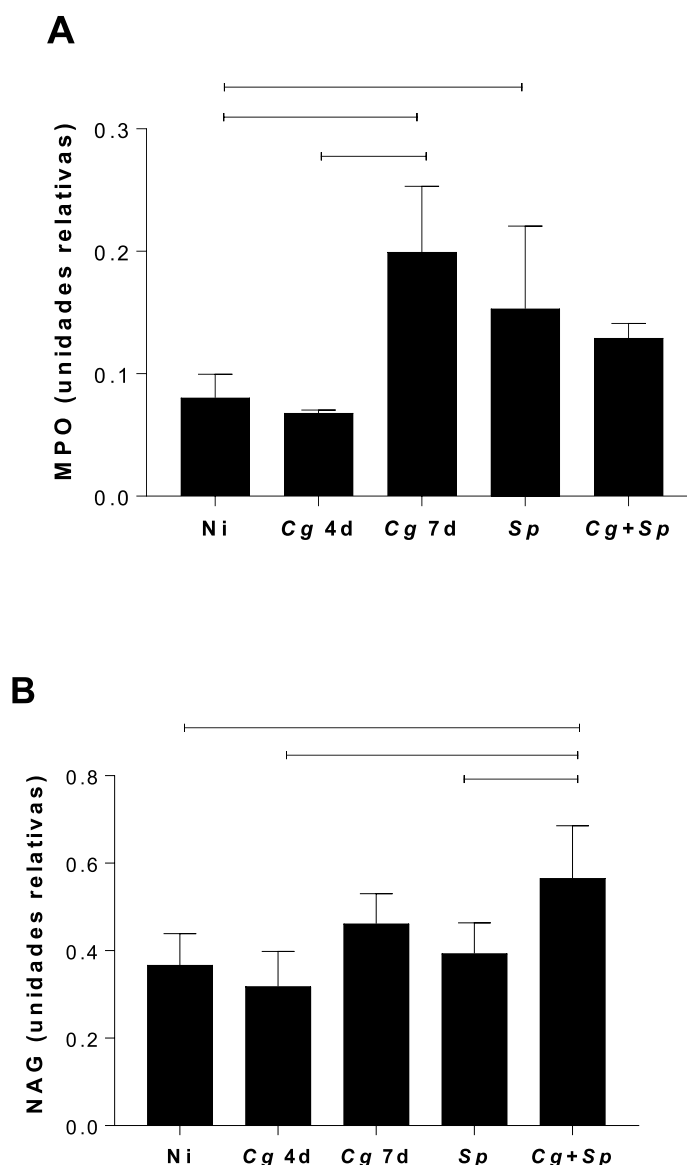 A
MPO (unidades relativas)
0.3
0.2
0.1
0.0
Ni Cg 4d Cg 7d Sp Cg+Sp
B
NAG (unidades relativas)
0.8
0.6
0.4
0.2
0.0
Ni Cg 4d Cg 7d Sp Cg+Sp